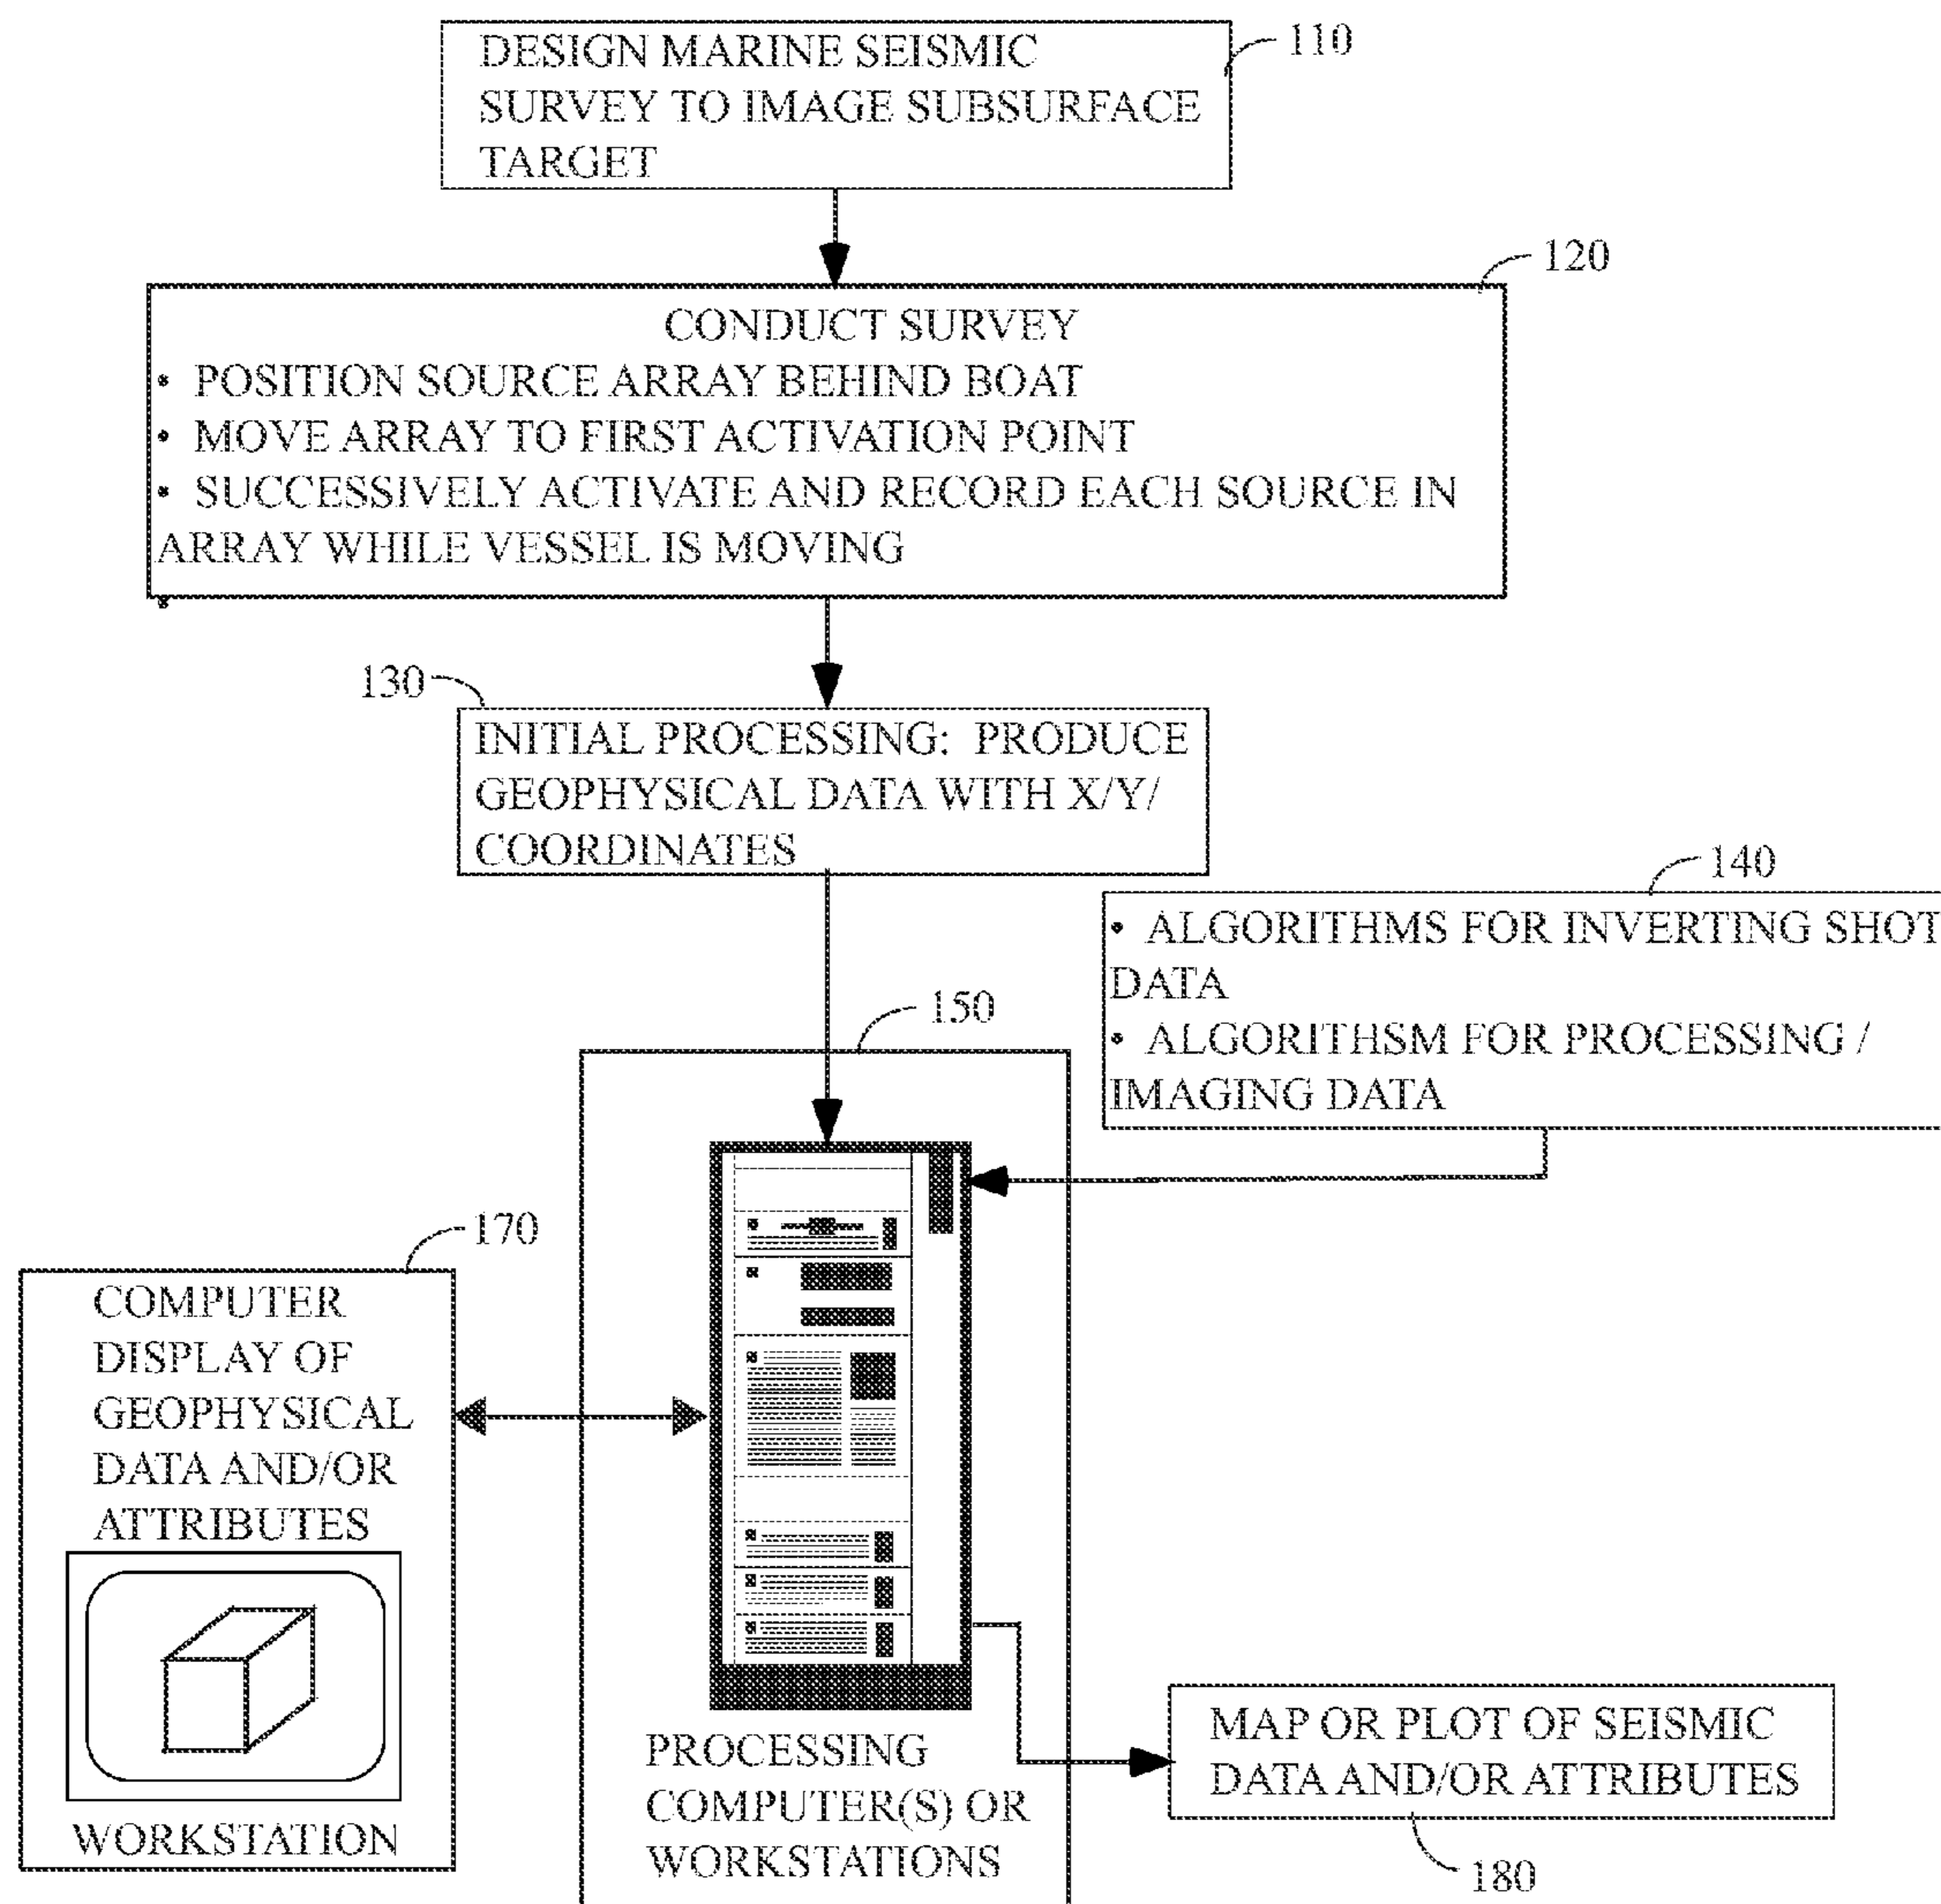 DESIGN MARINE SEISMIC
SURVEY TO IMAGE SUBSURFACE
TARGET
110
120
CONDUCT SURVEY
• POSITION SOURCE ARRAY BEHIND BOAT
• MOVE ARRAY TO FIRST ACTIVATION POINT
• SUCCESSIVELY ACTIVATE AND RECORD EACH SOURCE IN
ARRAY WHILE VESSEL IS MOVING
•
130
INITIAL PROCESSING: PRODUCE
GEOPHYSICAL DATA WITH X/Y/
COORDINATES
140
• ALGORITHMS FOR INVERTING SHOT
DATA
• ALGORITHSM FOR PROCESSING /
IMAGING DATA
150
170
COMPUTER
DISPLAY OF
GEOPHYSICAL
DATA AND/OR
ATTRIBUTES
WORKSTATION
PROCESSING
COMPUTER(S) OR
WORKSTATIONS
MAP OR PLOT OF SEISMIC
DATA AND/OR ATTRIBUTES
180